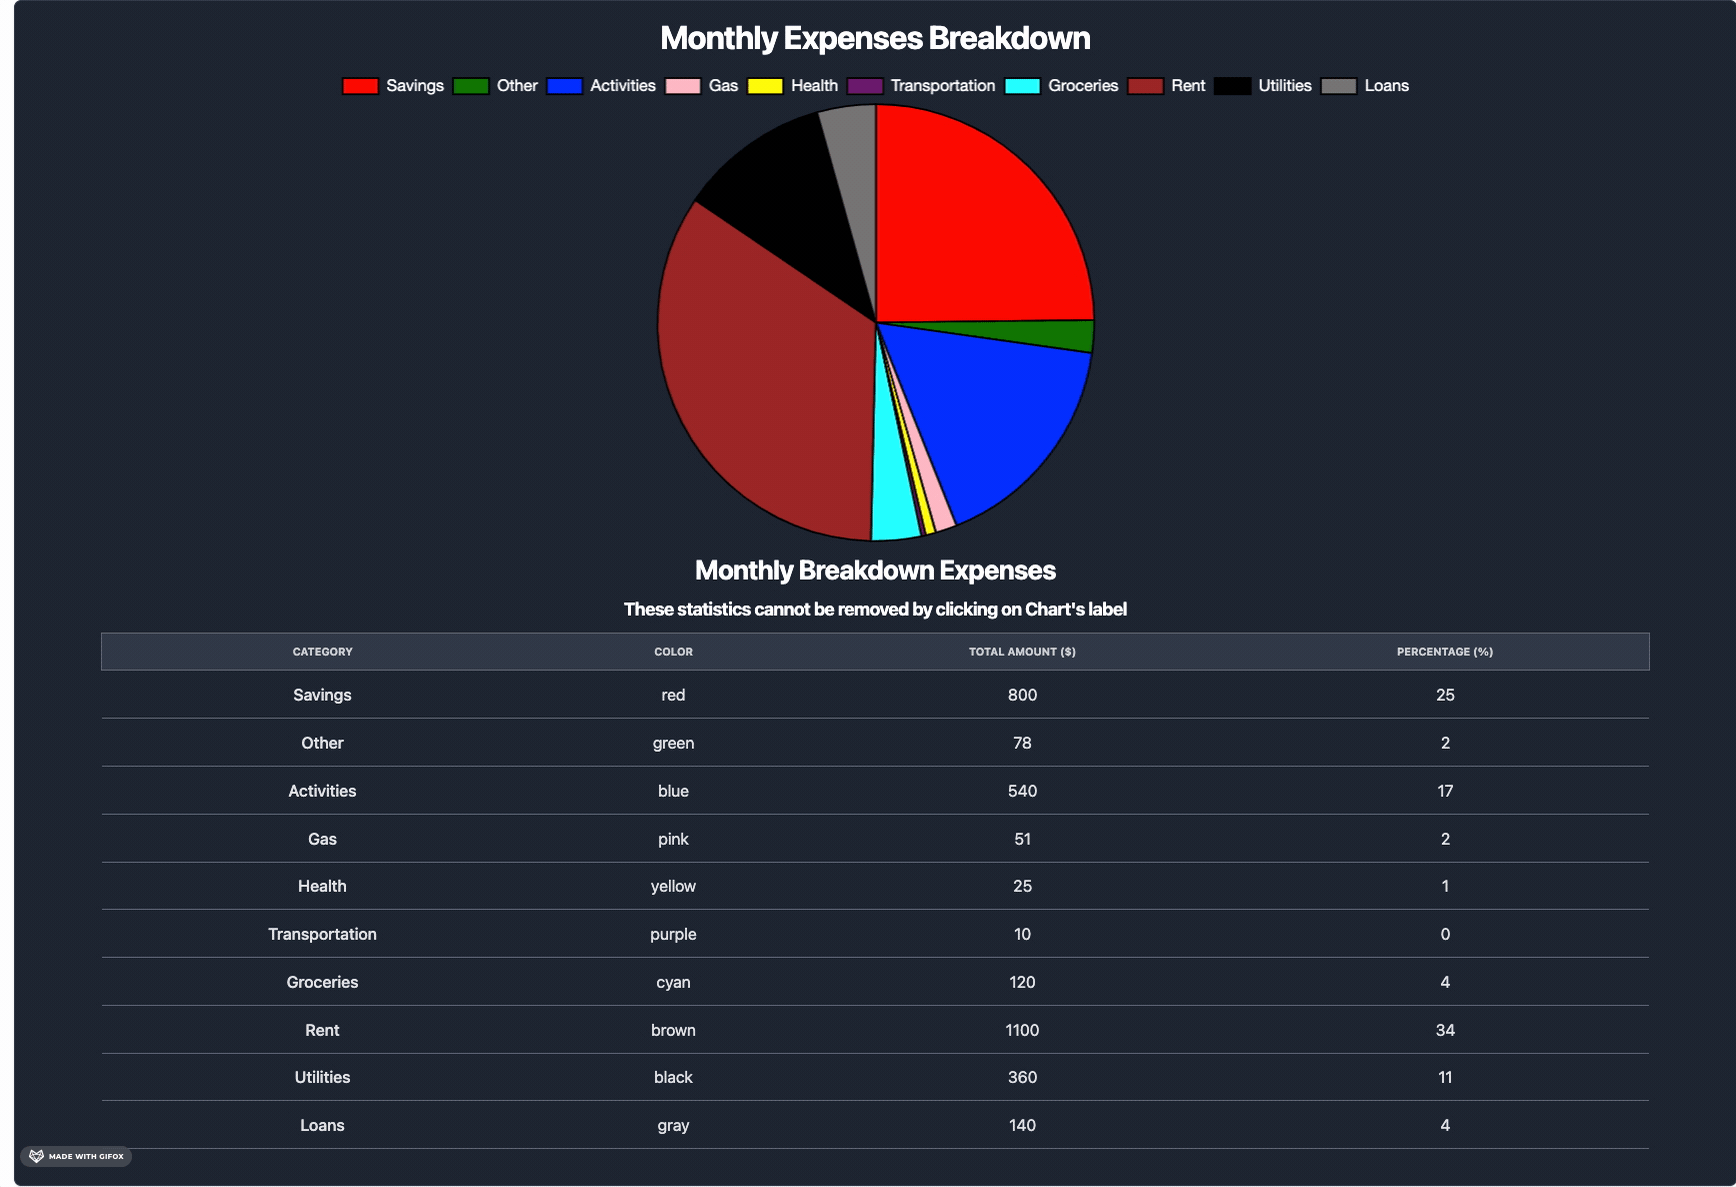 Monthly Expenses Breakdown
Savings Other Activities Gas Health Transportation Groceries Rent Utilities Loans
Monthly Breakdown Expenses
These statistics cannot be removed by clicking on Chart's label
CATEGORY COLOR TOTAL AMOUNT ($) PERCENTAGE (%)
Savings red 800 25
Other green 78 2
Activities blue 540 17
Gas pink 51 2
Health yellow 25 1
Transportation purple 10 0
Groceries cyan 120 4
Rent brown 1100 34
Utilities black 360 11
Loans gray 140 4
MADE WITH GIFOX